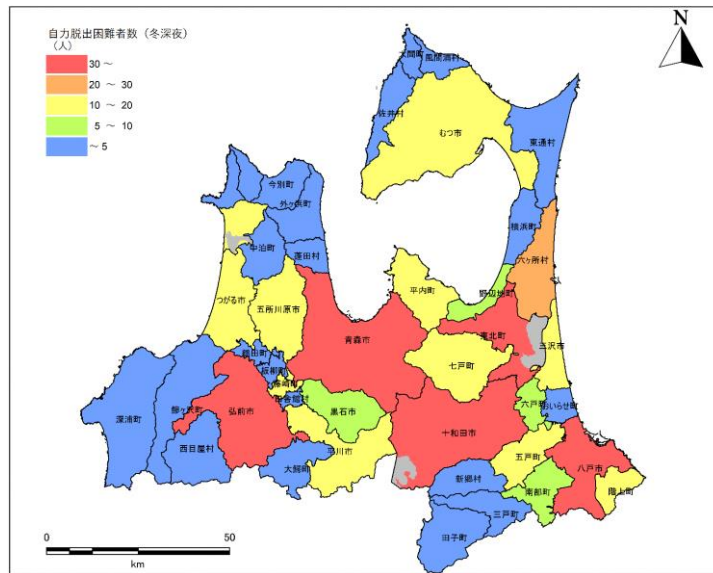 自力脱出困難者数（冬深夜）
（人）
30 ～
20 ～ 30
10 ～ 20
5 ～ 10
～ 5
N
大間町
風間浦村
佐井村
むつ市
東通村
今別町
外ヶ浜町
横浜町
中泊町
蓬田村
六ヶ所村
平内町
野辺地町
つがる市
五所川原市
青森市
東北町
三沢市
鶴田町
七戸町
板柳町
藤崎町
田舎館村
六戸町
おいらせ町
深浦町
鰺ヶ沢町
弘前市
黒石市
十和田市
西目屋村
平川市
五戸町
八戸市
大鰐町
新郷村
南部町
階上町
三戸町
田子町
0
50
km